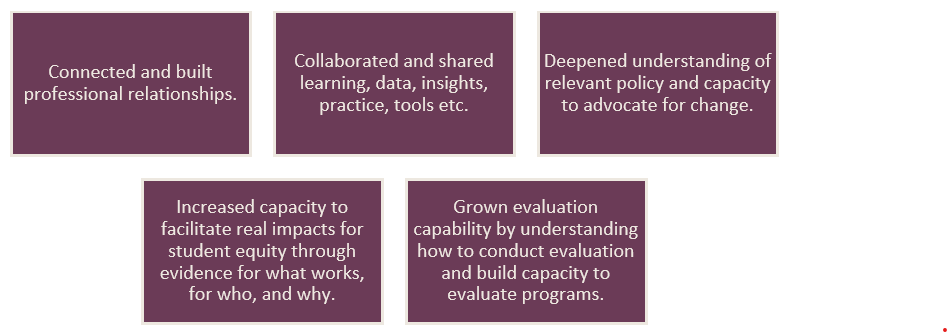 Connected and built
professional relationships.
Collaborated and shared
learning, data, insights,
practice, tools etc.
Deepened understanding of
relevant policy and capacity
to advocate for change.
Increased capacity to
facilitate real impacts for
student equity through
evidence for what works,
for who, and why.
Grown evaluation
capability by understanding
how to conduct evaluation
and build capacity to
evaluate programs.